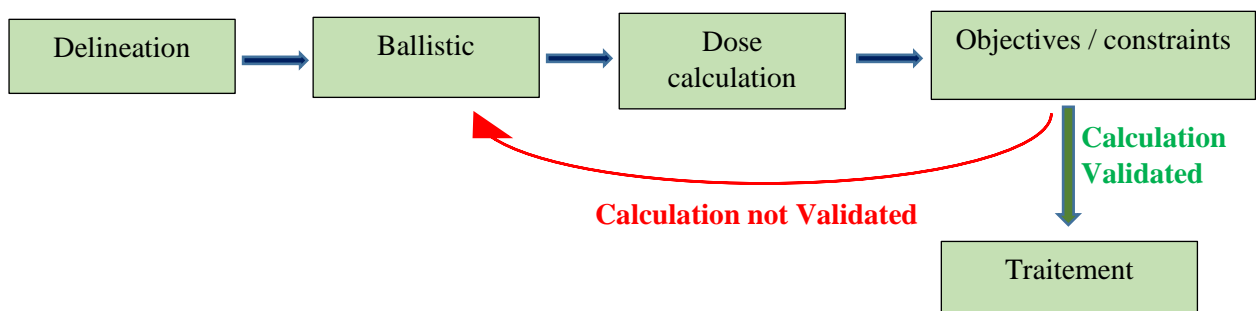 Delineation
Ballistic
Dose
calculation
Objectives / constraints
Calculation
Validated
Calculation not Validated
Traitement